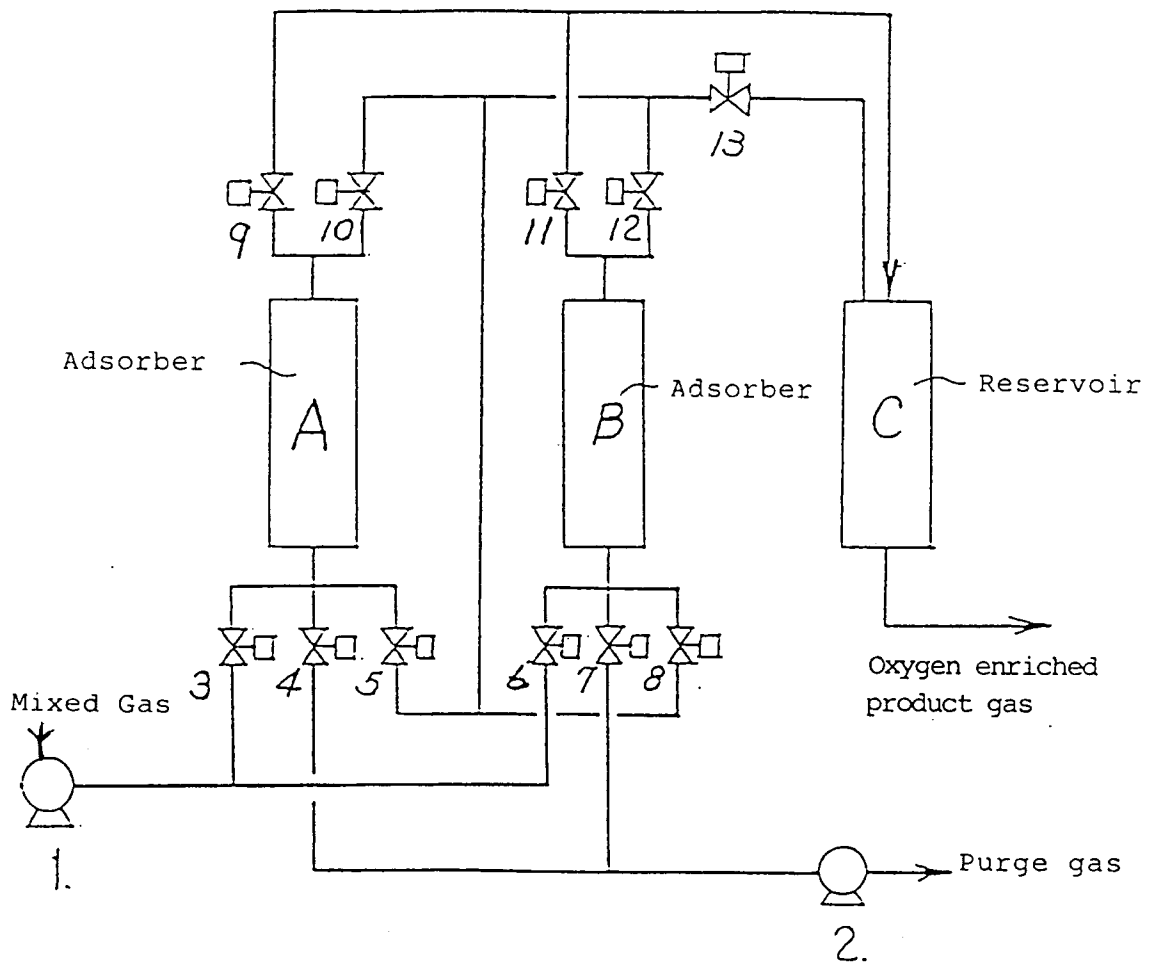 13
9
10
11
12
Adsorber
A
B
Adsorber
C
Reservoir
3
4
5
6
7
8
Mixed Gas
1.
Oxygen enriched
product gas
Purge gas
2.